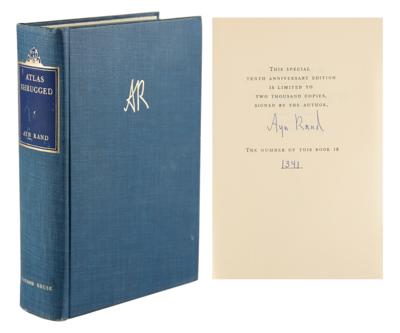 ATLAS
SHRUGGED
AYN RAND
RANDOM HOUSE
AR
THIS SPECIAL
TENTH ANNIVERSARY EDITION
IS LIMITED TO
TWO THOUSAND COPIES,
SIGNED BY THE AUTHOR,
Ayn Rand
THE NUMBER OF THIS BOOK IS
1341